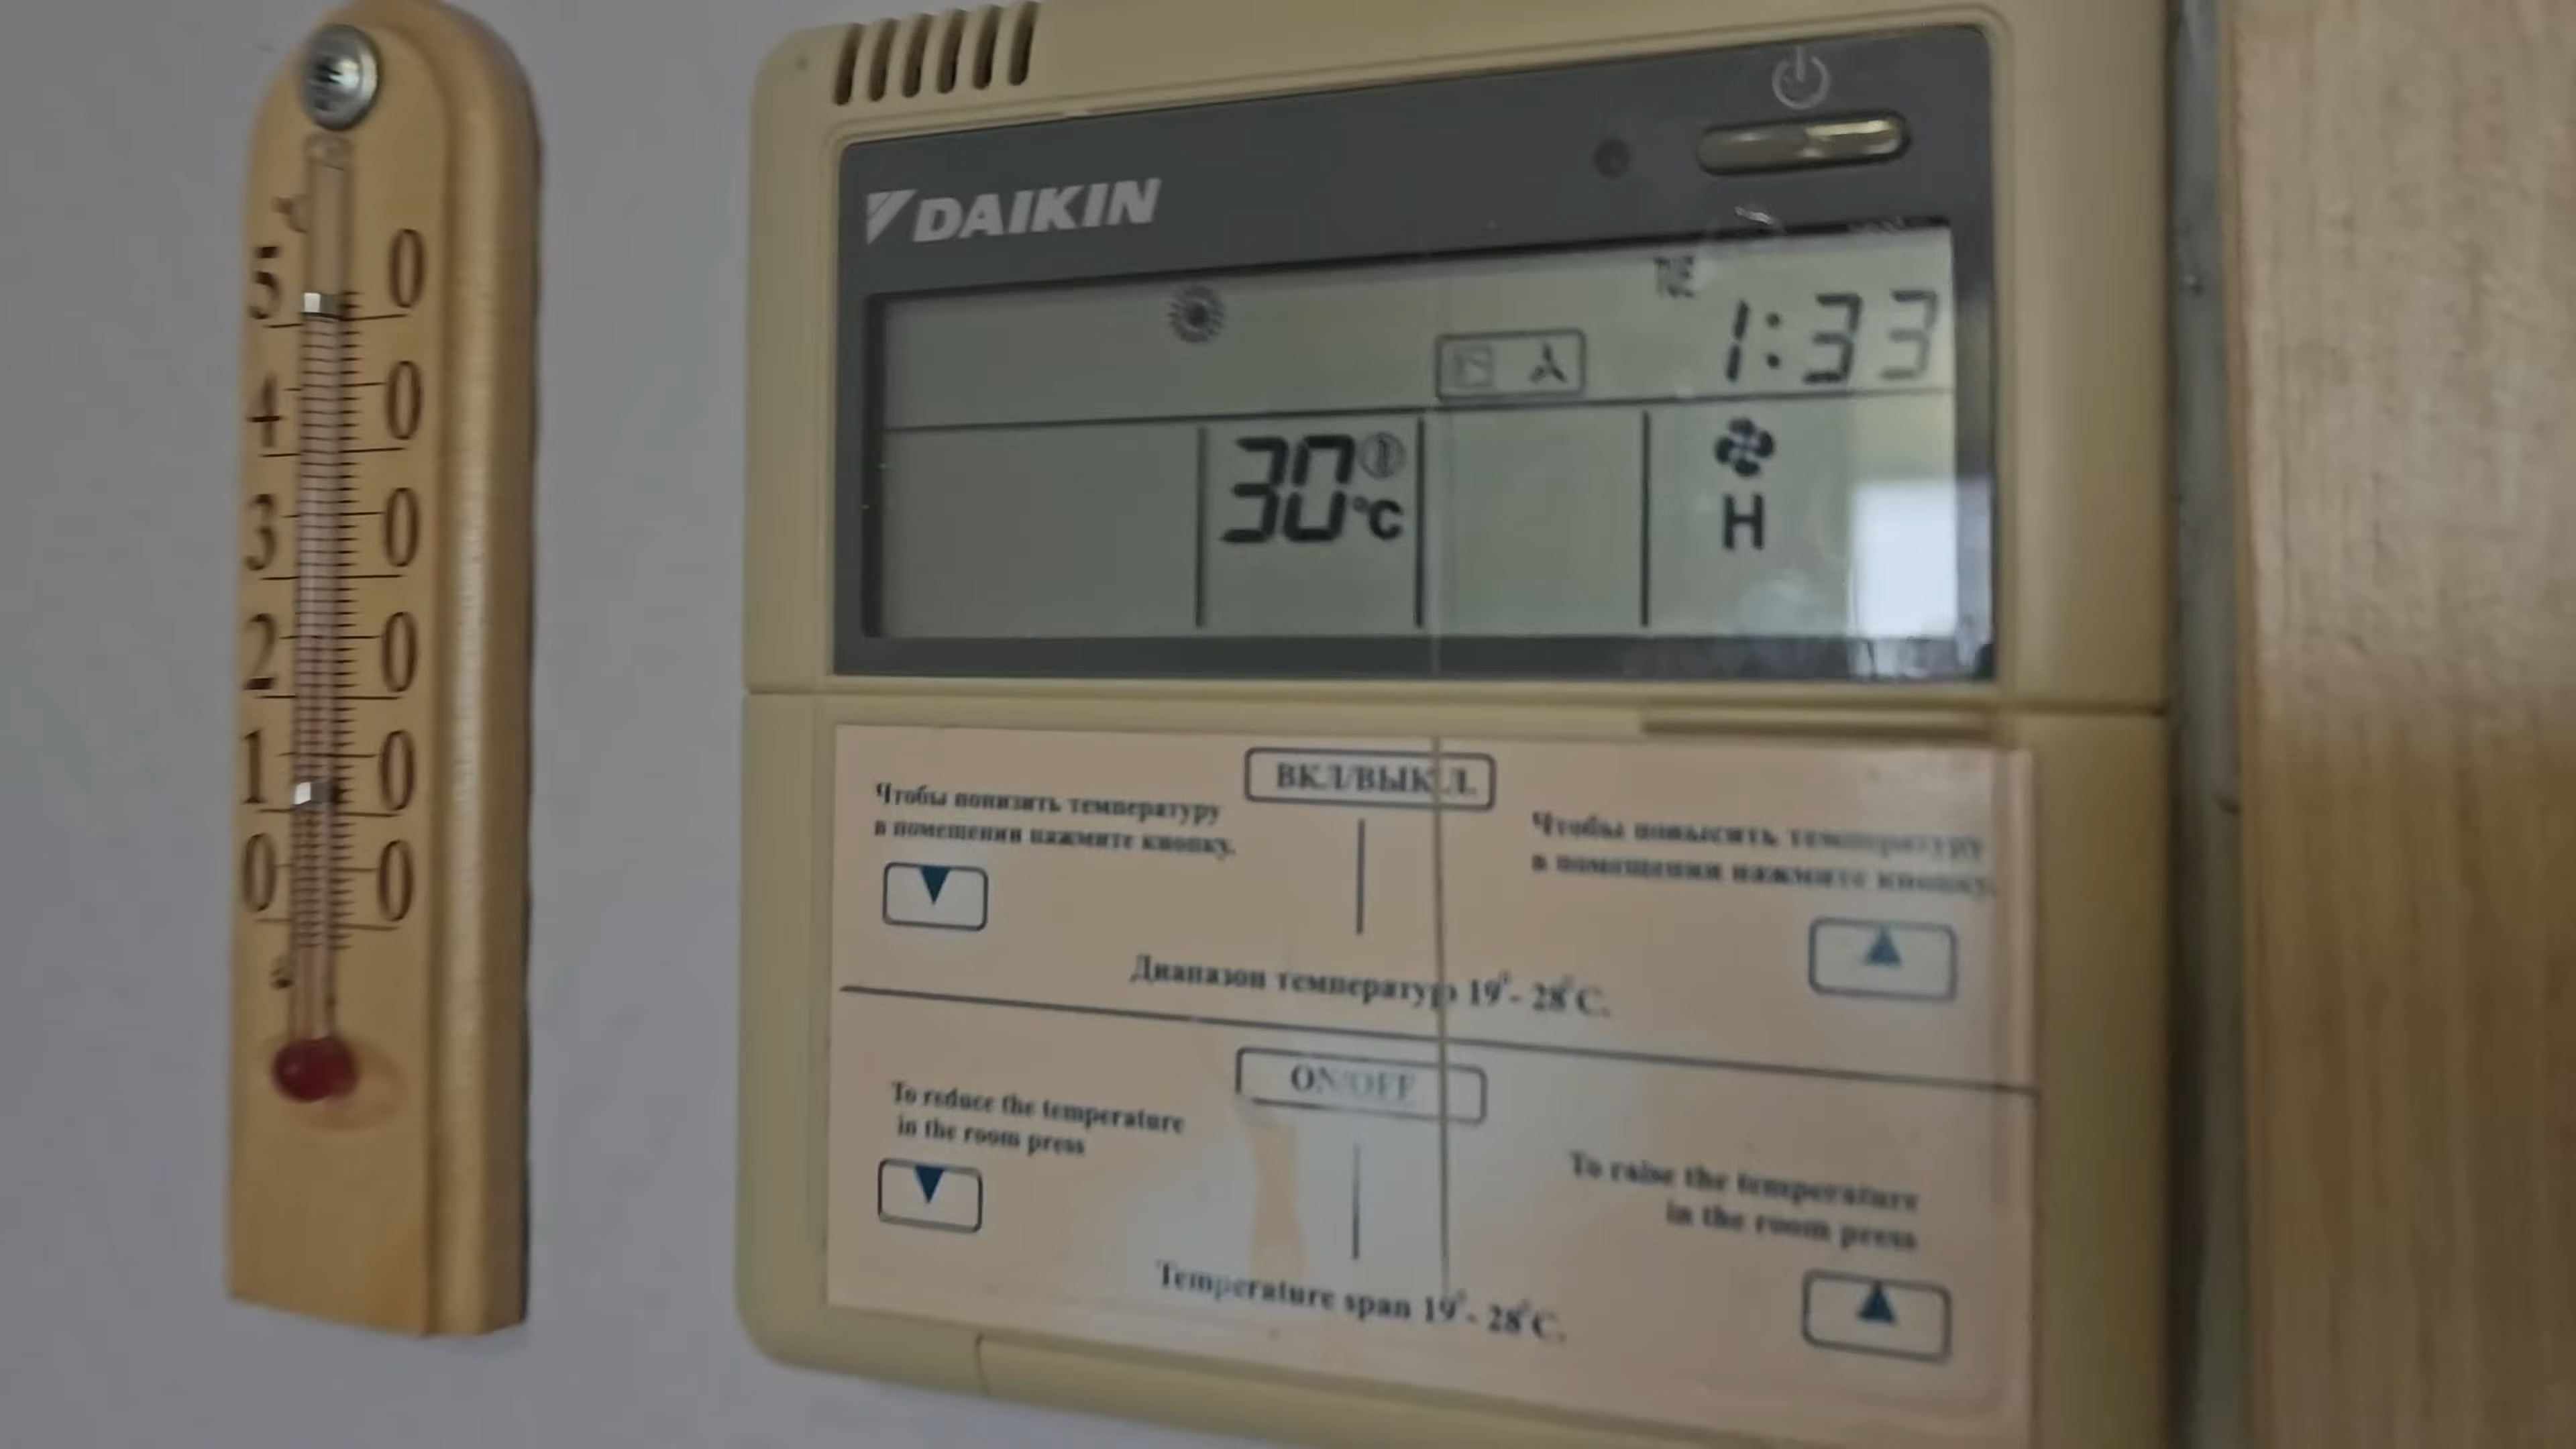 °C
5 0
4 0
3 0
2 0
1 0
0 0
DAIKIN
TUE
1:33
30 °C
H
ВКЛ/ВЫКЛ.
Чтобы понизить температуру
в помещении нажмите кнопку.
Чтобы повысить температуру
в помещении нажмите кнопку.
Диапазон температур 19°- 28°C.
ON/OFF
To reduce the temperature
in the room press
To raise the temperature
in the room press
Temperature span 19°- 28°C.